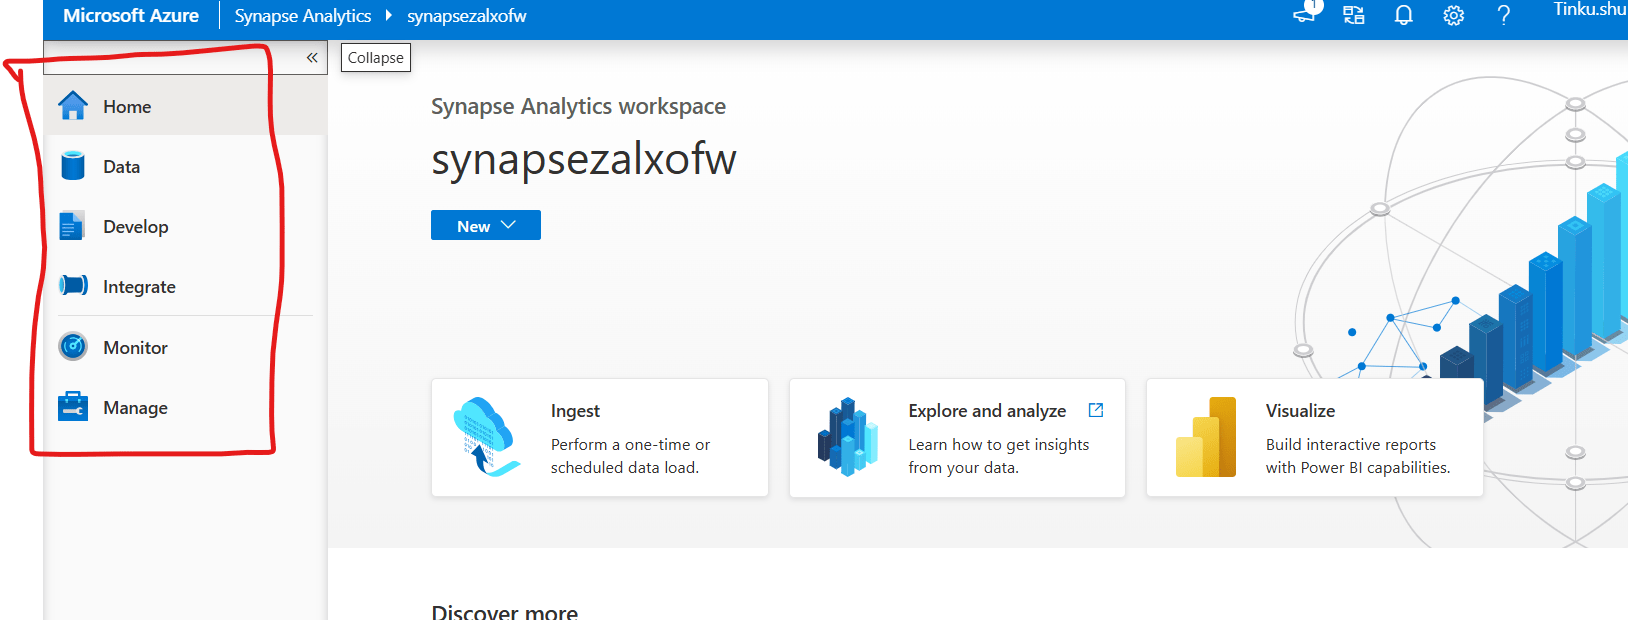 Microsoft Azure Synapse Analytics synapsezalxofw 1 Tinku.shu
« Collapse
Home
Data
Develop
Integrate
Monitor
Manage
Synapse Analytics workspace
synapsezalxofw
New
Ingest
Perform a one-time or
scheduled data load.
Explore and analyze
Learn how to get insights
from your data.
Visualize
Build interactive reports
with Power BI capabilities.
Discover more